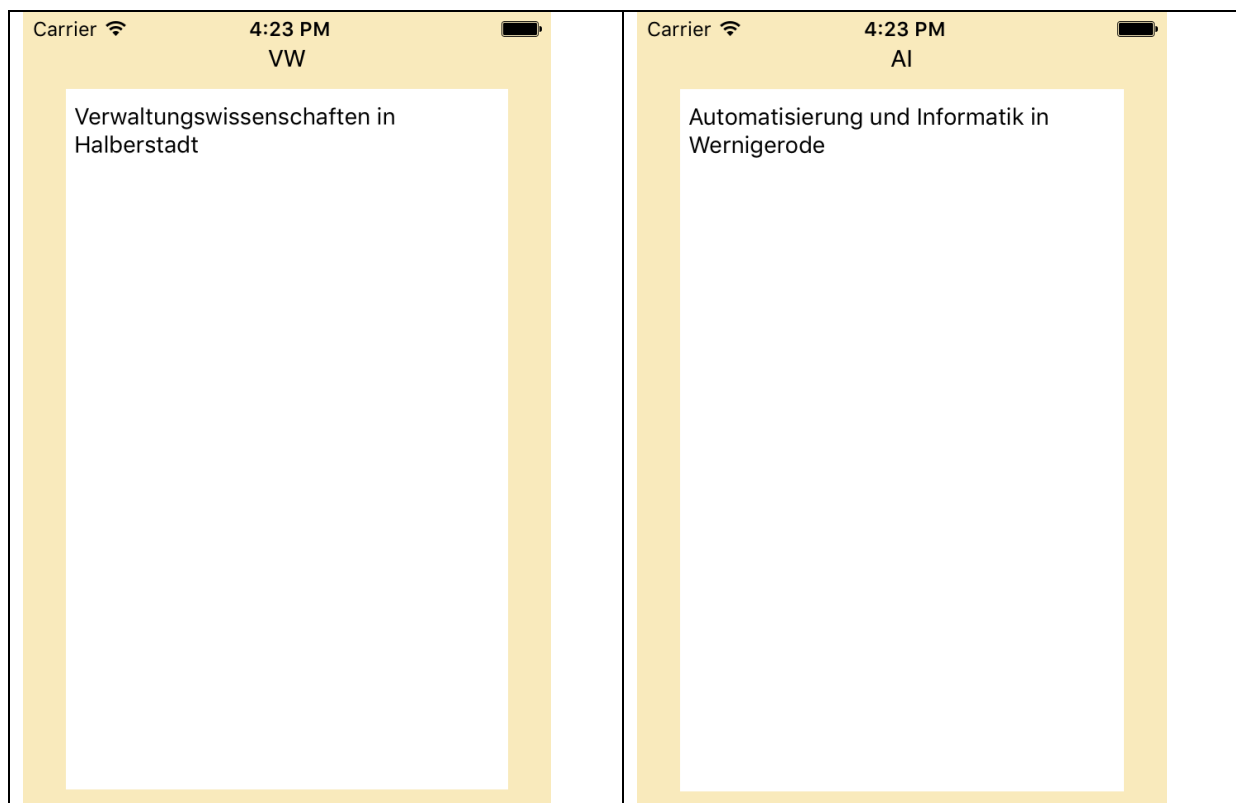 Carrier
4:23 PM
VW
Verwaltungswissenschaften in
Halberstadt
Carrier
4:23 PM
AI
Automatisierung und Informatik in
Wernigerode